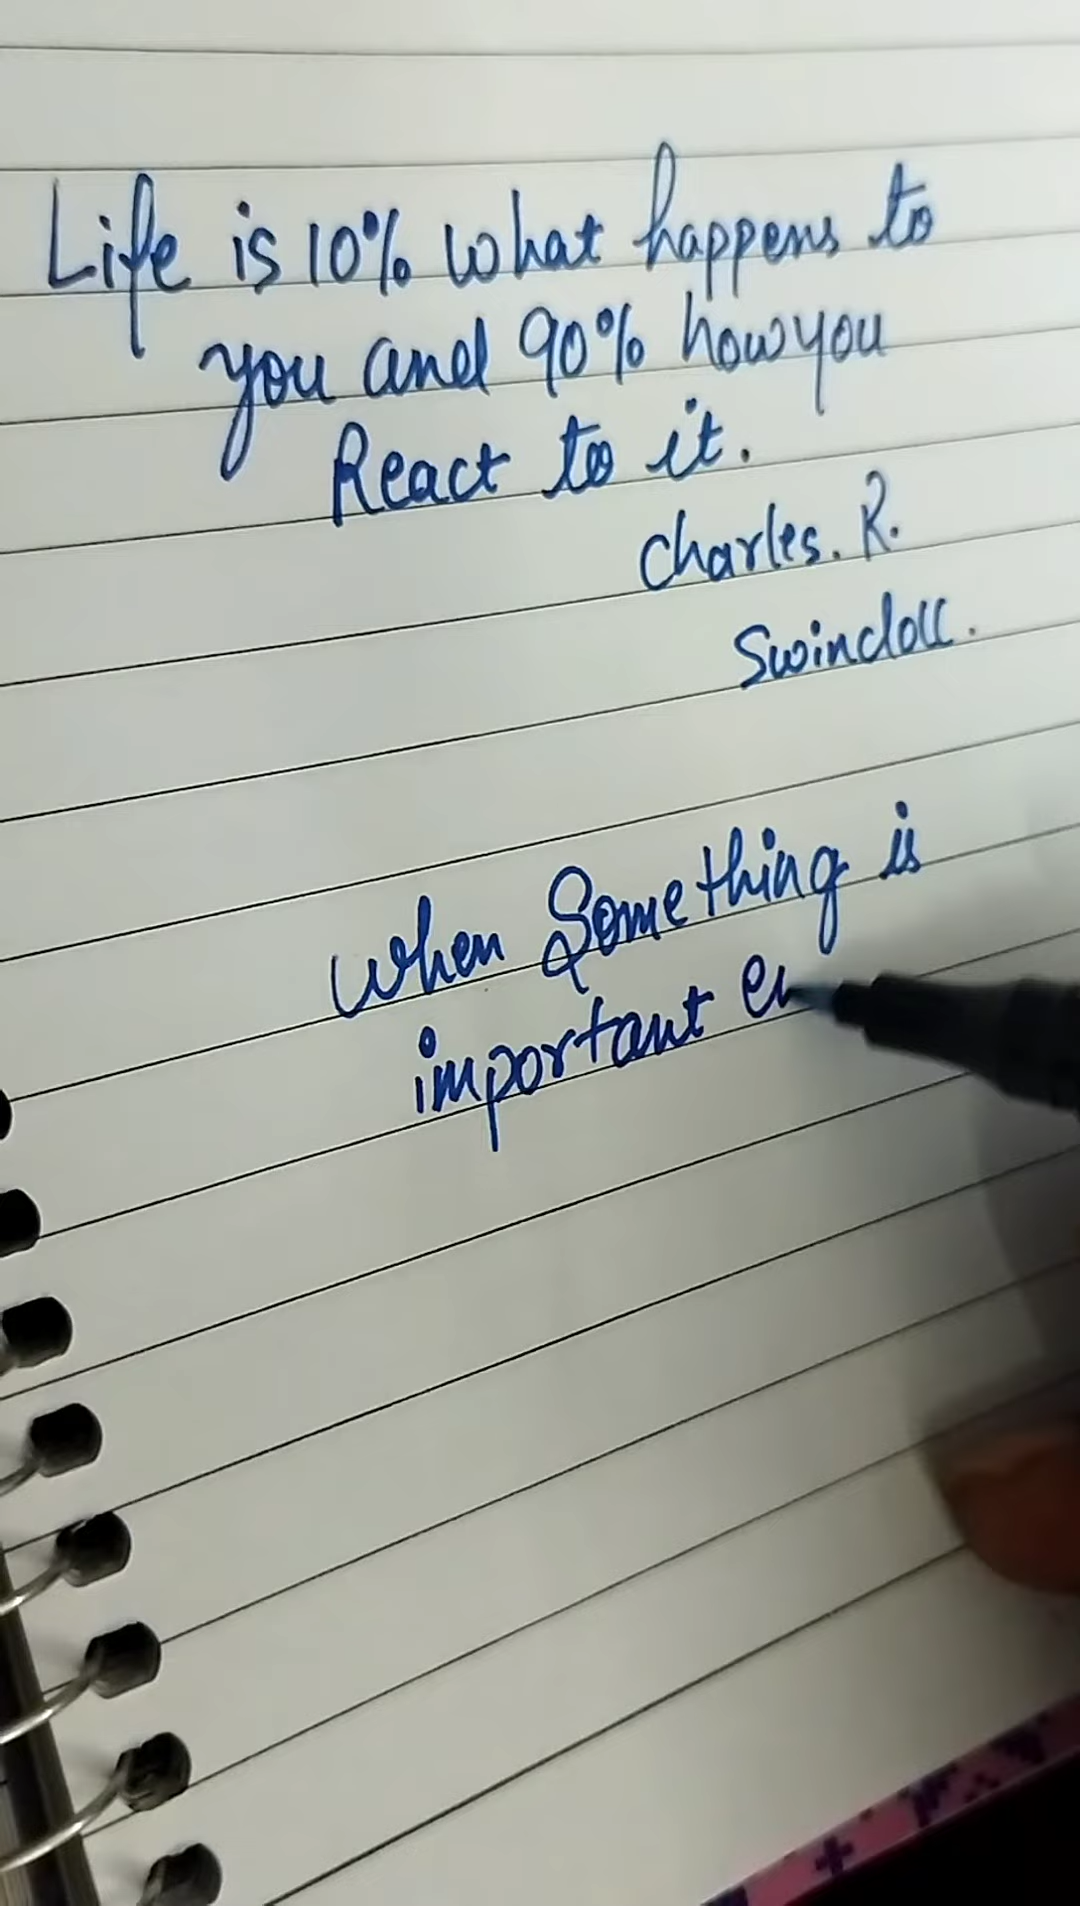 Life is 10% what happens to
you and 90% how you
React to it.
Charles. R.
Swindoll.
When Something is
important en